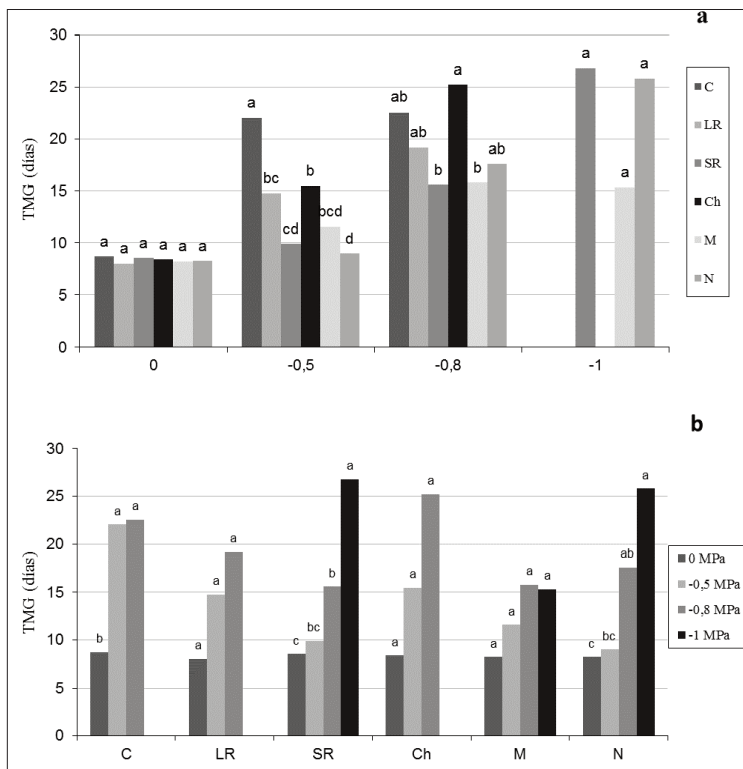 a
30
25
20
15
10
5
0
TMG (días)
a a a a a a
a bc cd b bcd d
ab ab b a b ab
a a a
0 -0,5 -0,8 -1
C
LR
SR
Ch
M
N
b
30
25
20
15
10
5
0
TMG (días)
b a a
a a a
c bc b a
a a a
a a a a
c bc ab a
C LR SR Ch M N
0 MPa
-0,5 MPa
-0,8 MPa
-1 MPa